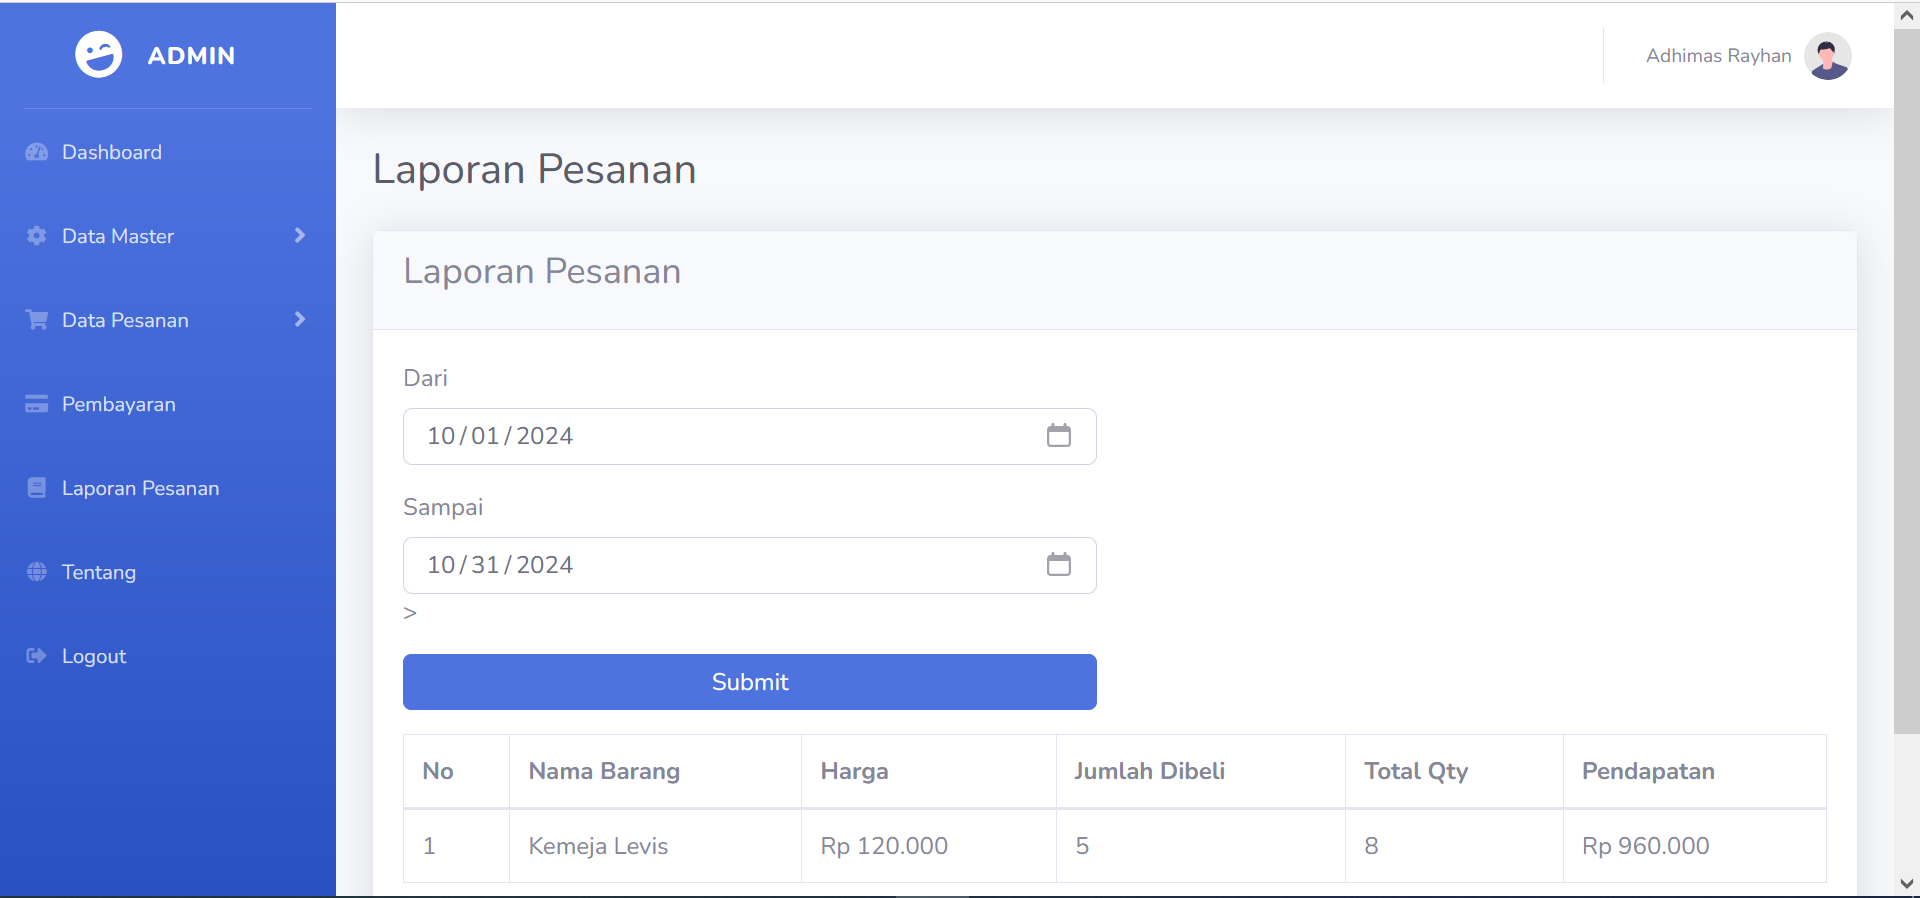 ADMIN
Adhimas Rayhan
Dashboard
Data Master
Data Pesanan
Pembayaran
Laporan Pesanan
Tentang
Logout
Laporan Pesanan
Laporan Pesanan
Dari
10/01/2024
Sampai
10/31/2024
>
Submit
No Nama Barang Harga Jumlah Dibeli Total Qty Pendapatan
1 Kemeja Levis Rp 120.000 5 8 Rp 960.000